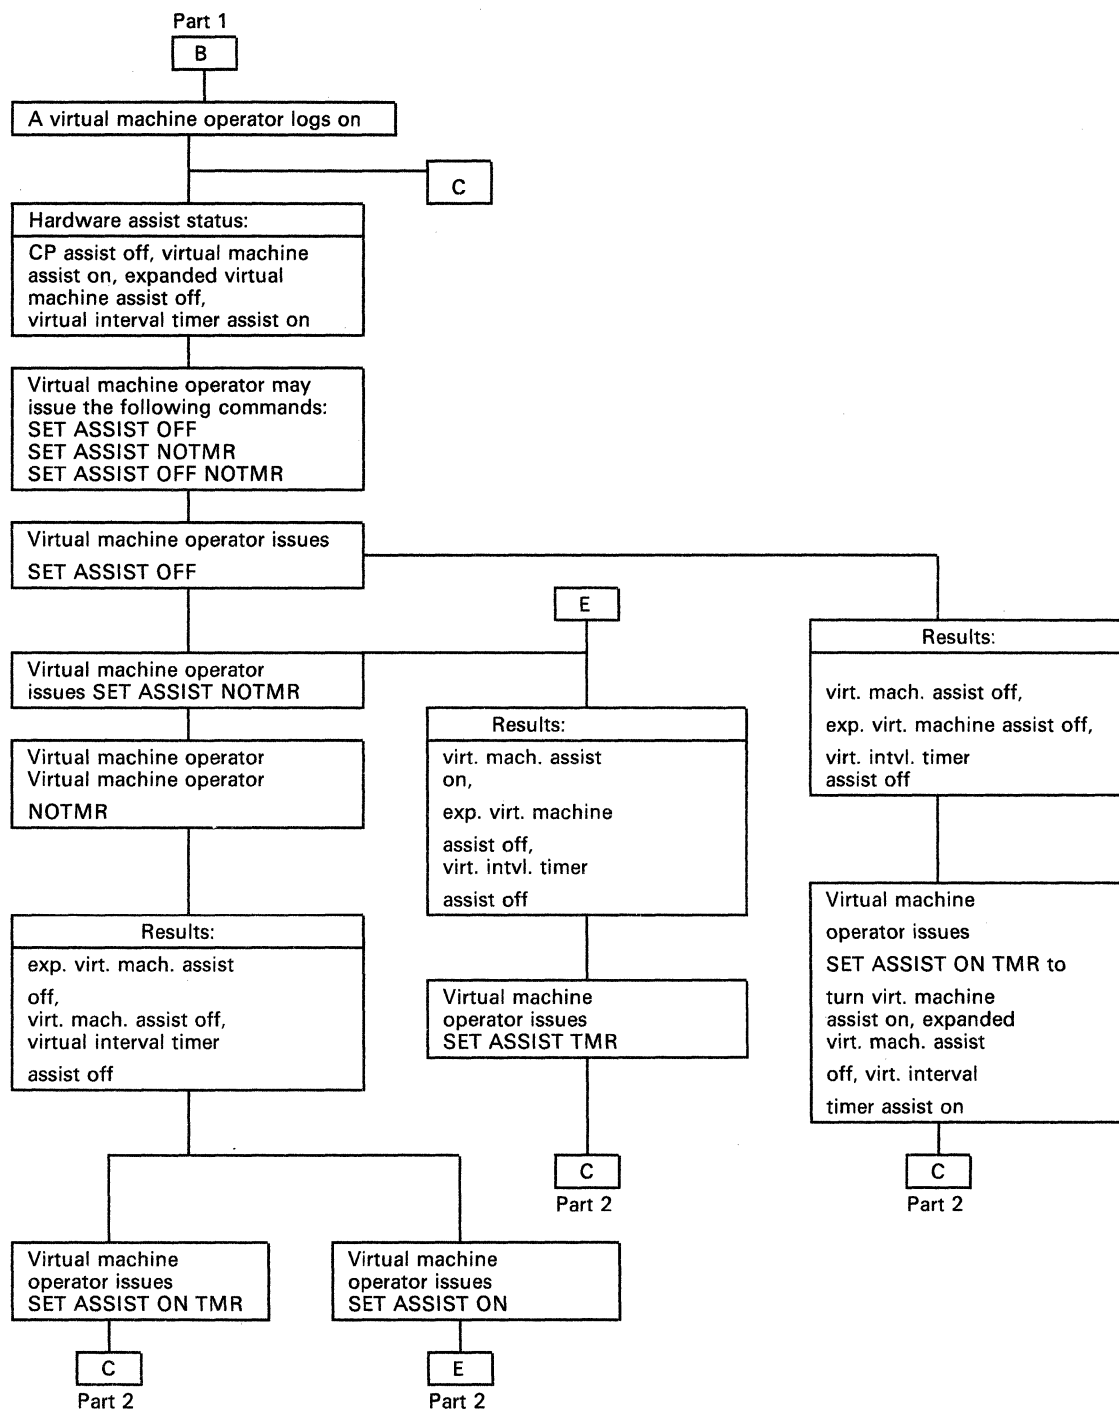 Part 1
B
A virtual machine operator logs on
C
Hardware assist status:
CP assist off, virtual machine
assist on, expanded virtual
machine assist off,
virtual interval timer assist on
Virtual machine operator may
issue the following commands:
SET ASSIST OFF
SET ASSIST NOTMR
SET ASSIST OFF NOTMR
Virtual machine operator issues
SET ASSIST OFF
E
Results:
virt. mach. assist off,
exp. virt. machine assist off,
virt. intvl. timer
assist off
Virtual machine operator
issues SET ASSIST NOTMR
Results:
virt. mach. assist
on,
exp. virt. machine
assist off,
virt. intvl. timer
assist off
Virtual machine operator
Virtual machine operator
NOTMR
Virtual machine
operator issues
SET ASSIST ON TMR to
turn virt. machine
assist on, expanded
virt. mach. assist
off, virt. interval
timer assist on
Results:
exp. virt. mach. assist
off,
virt. mach. assist off,
virtual interval timer
assist off
Virtual machine
operator issues
SET ASSIST TMR
C
Part 2
C
Part 2
Virtual machine
operator issues
SET ASSIST ON TMR
Virtual machine
operator issues
SET ASSIST ON
C
Part 2
E
Part 2